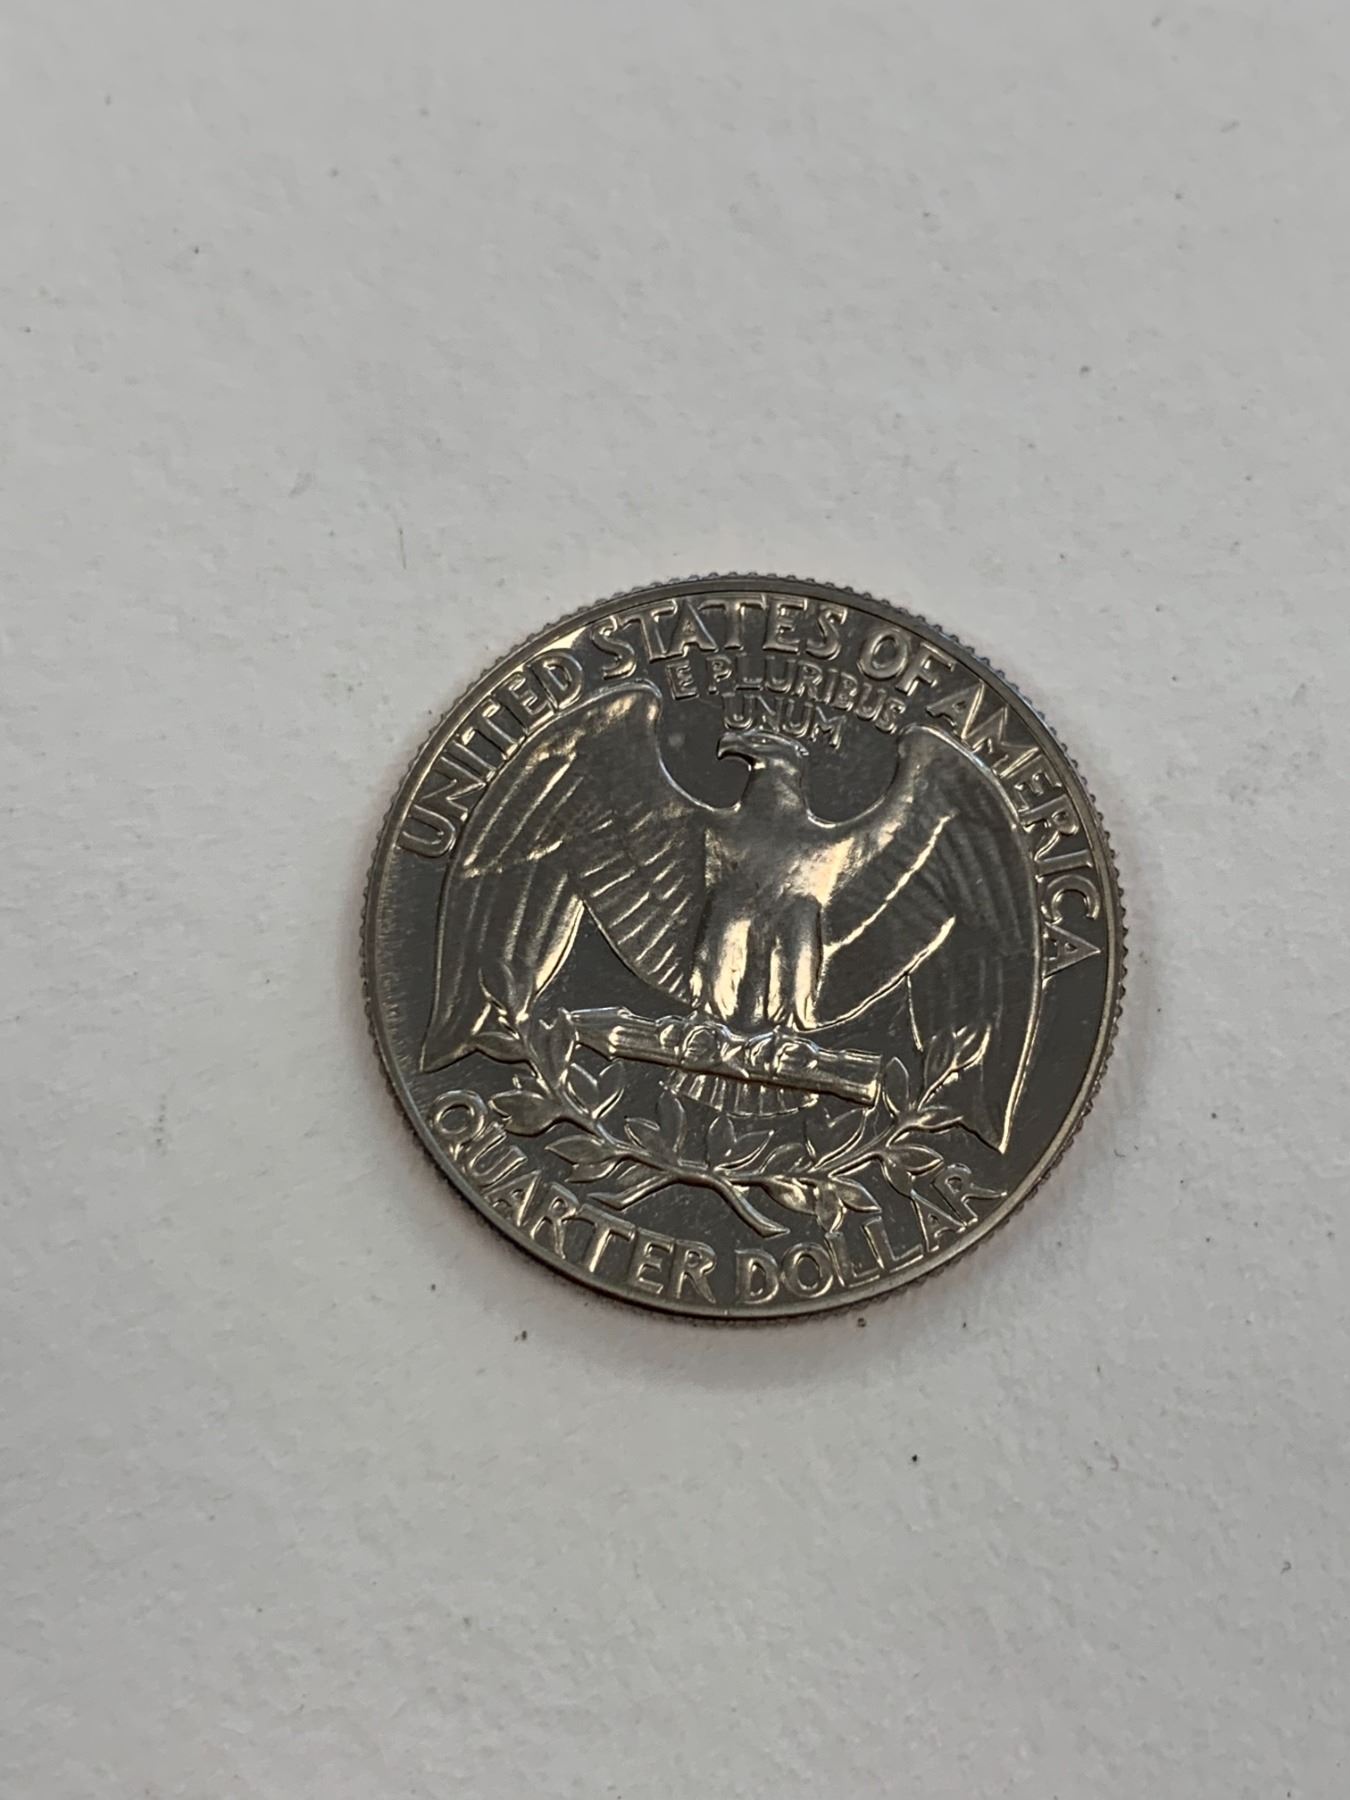 UNITED STATES OF AMERICA
E PLURIBUS
UNUM
QUARTER DOLLAR